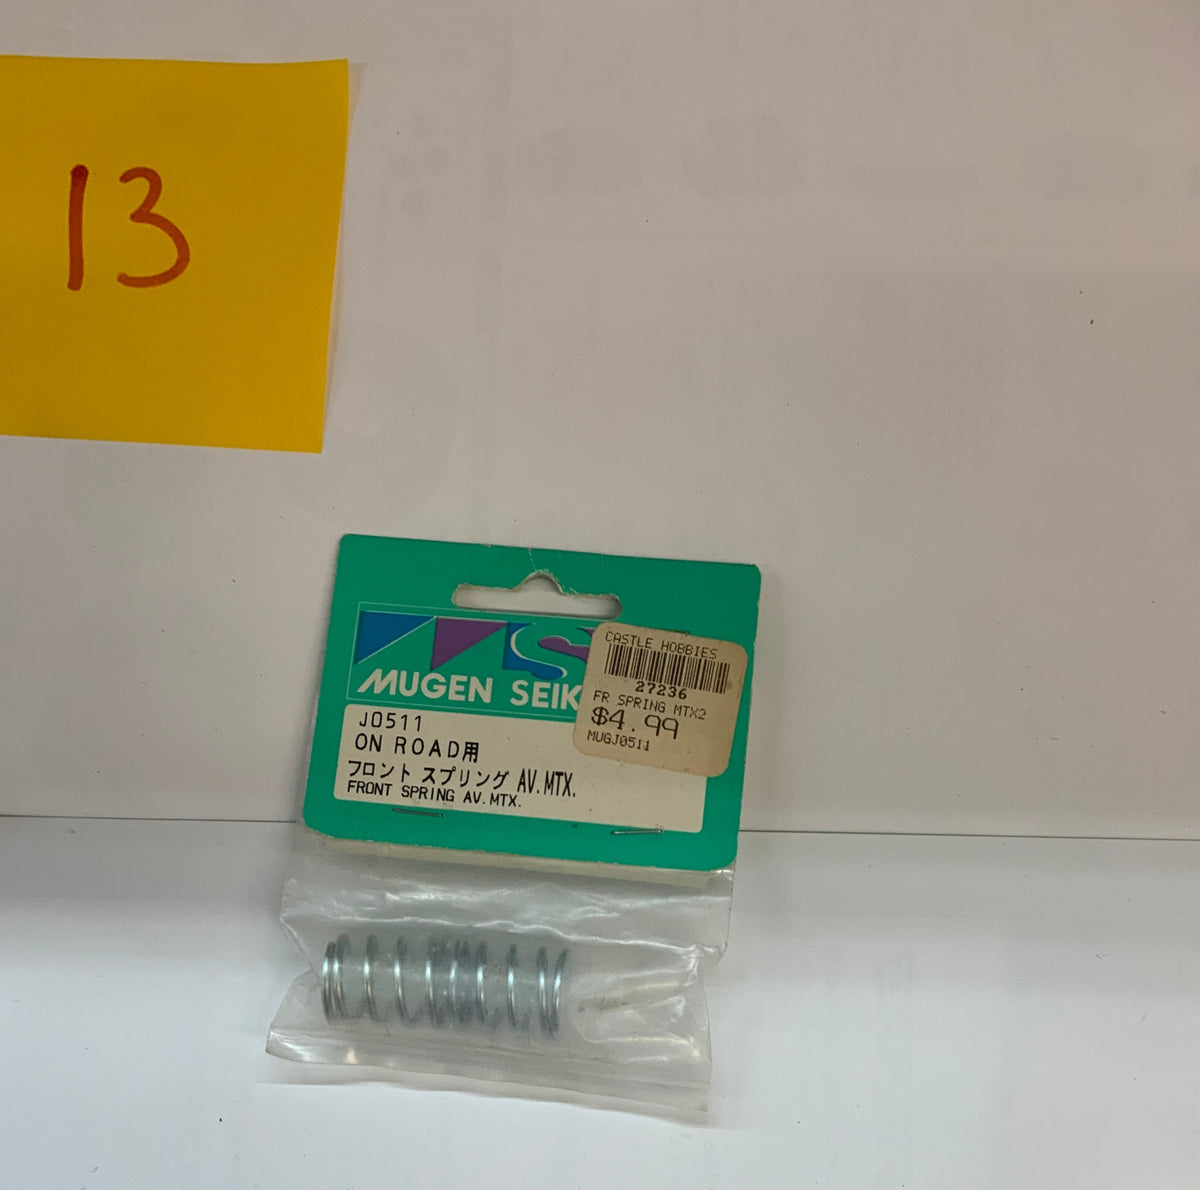 13
MUGEN SEIK
CASTLE HOBBIES
27236
FR SPRING MTX2
$4.99
MUGJ0511
J0511
ON ROAD用
フロント スプリング AV.MTX.
FRONT SPRING AV.MTX.